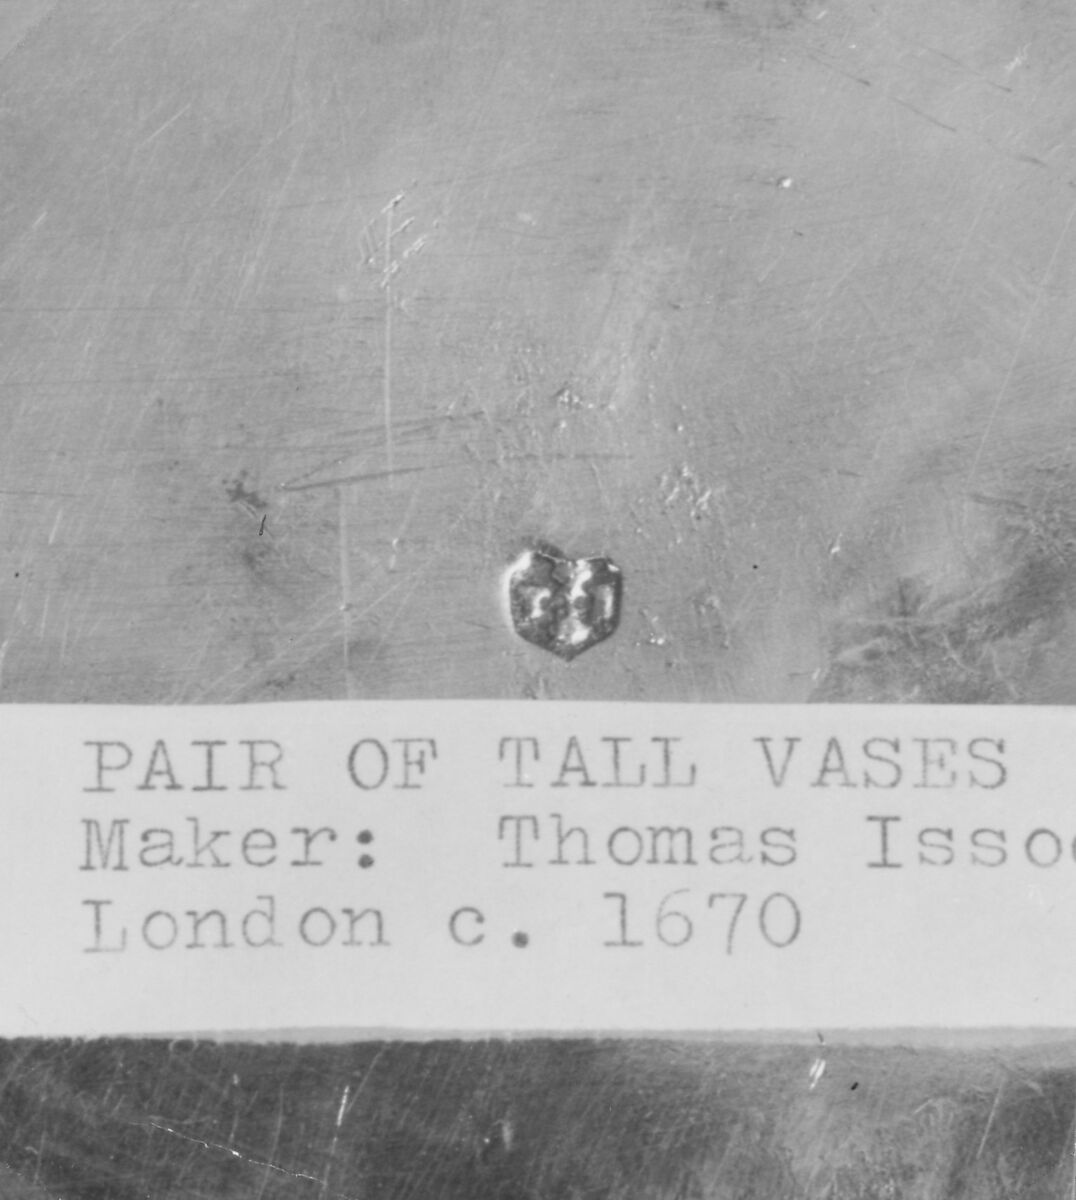 PAIR OF TALL VASES
Maker: Thomas Isso
London c. 1670